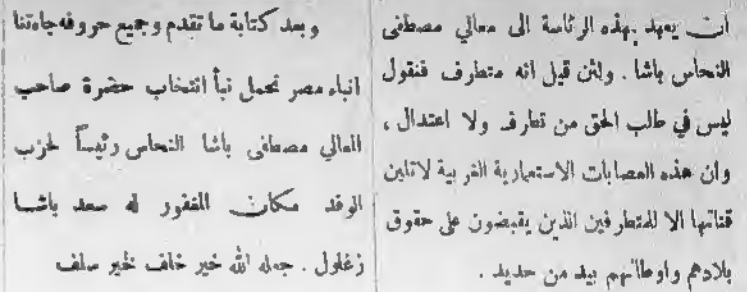 أن يعهد بهذه الرئاسة الى معالي مصطفى
النحاس باشا . ولئن قيل انه متطرف فنقول
ليس في طلب الحق من تطرف ولا اعتدال ،
وان هذه العصابات الاستعمارية الغربية لاتلين
قناتها الا للمتطرفين الذين يقبضون على حقوق
بلادهم واوطانهم بيد من حديد .
وبعد كتابة ما تقدم وجميع حروفه جاءتنا
انباء مصر تحمل نبأ انتخاب حضرة صاحب
المعالي مصطفى باشا النحاس رئيساً لحزب
الوفد مكان المغفور له سعد باشا
زغلول . جعله الله خير خلف لخير سلف